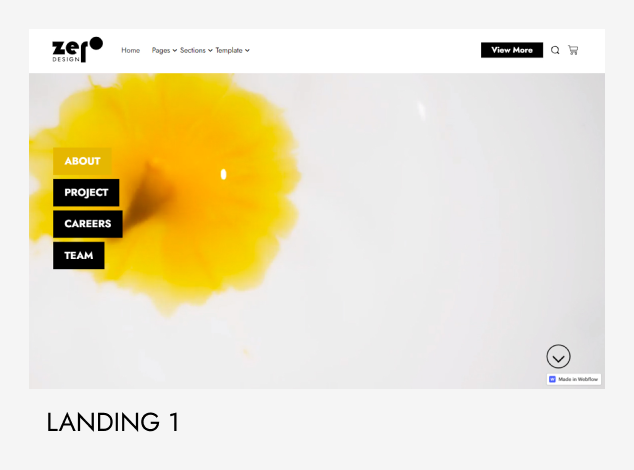 zero
DESIGN
Home Pages Sections Template View More
ABOUT
PROJECT
CAREERS
TEAM
Made in Webflow
LANDING 1